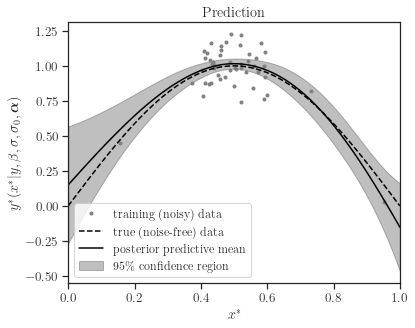 Prediction
1.25
1.00
0.75
0.50
0.25
0.00
−0.25
−0.50
y*(x*|y, β, σ, σ₀, α)
training (noisy) data
true (noise-free) data
posterior predictive mean
95% confidence region
0.0 0.2 0.4 0.6 0.8 1.0
x*